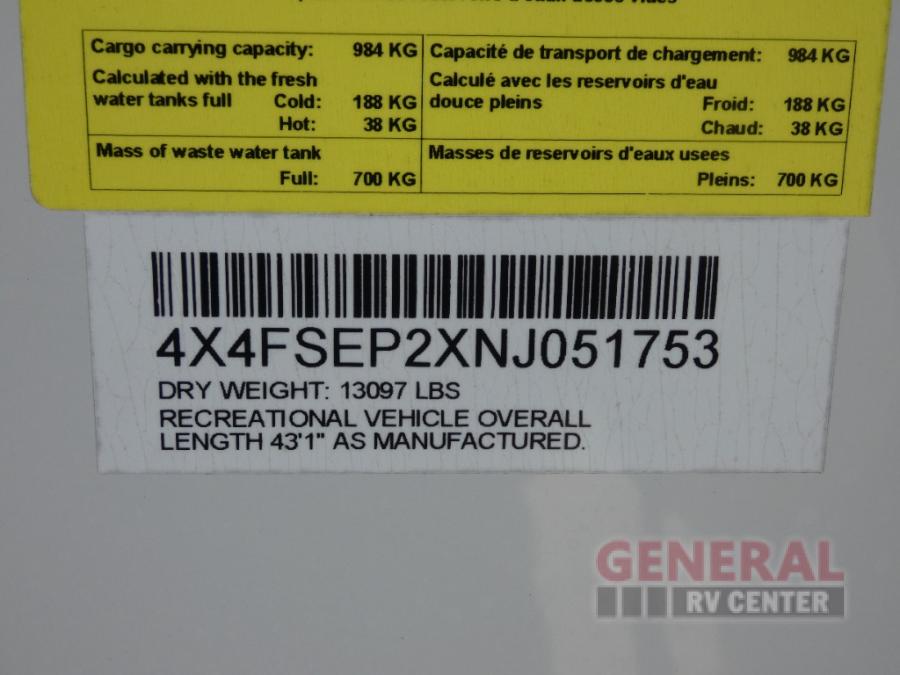 Cargo carrying capacity: 984 KG
Calculated with the fresh
water tanks full Cold: 188 KG
Hot: 38 KG
Mass of waste water tank
Full: 700 KG
Capacité de transport de chargement: 984 KG
Calculé avec les reservoirs d'eau
douce pleins Froid: 188 KG
Chaud: 38 KG
Masses de reservoirs d'eaux usees
Pleins: 700 KG
4X4FSEP2XNJ051753
DRY WEIGHT: 13097 LBS
RECREATIONAL VEHICLE OVERALL
LENGTH 43'1" AS MANUFACTURED.
GENERAL
RV CENTER